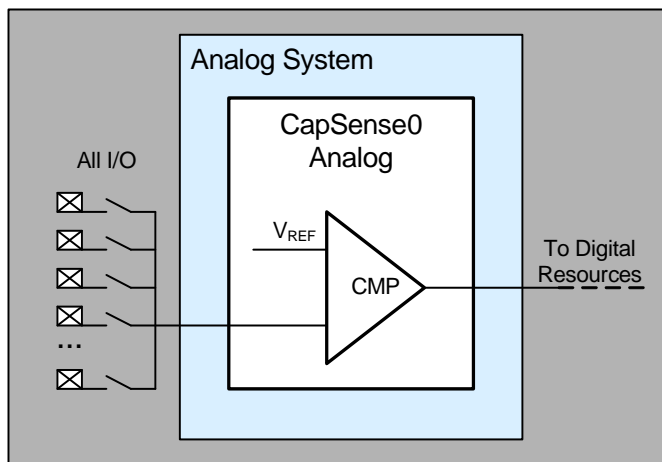 Analog System
CapSense0
Analog
All I/O
VREF
CMP
To Digital
Resources
...